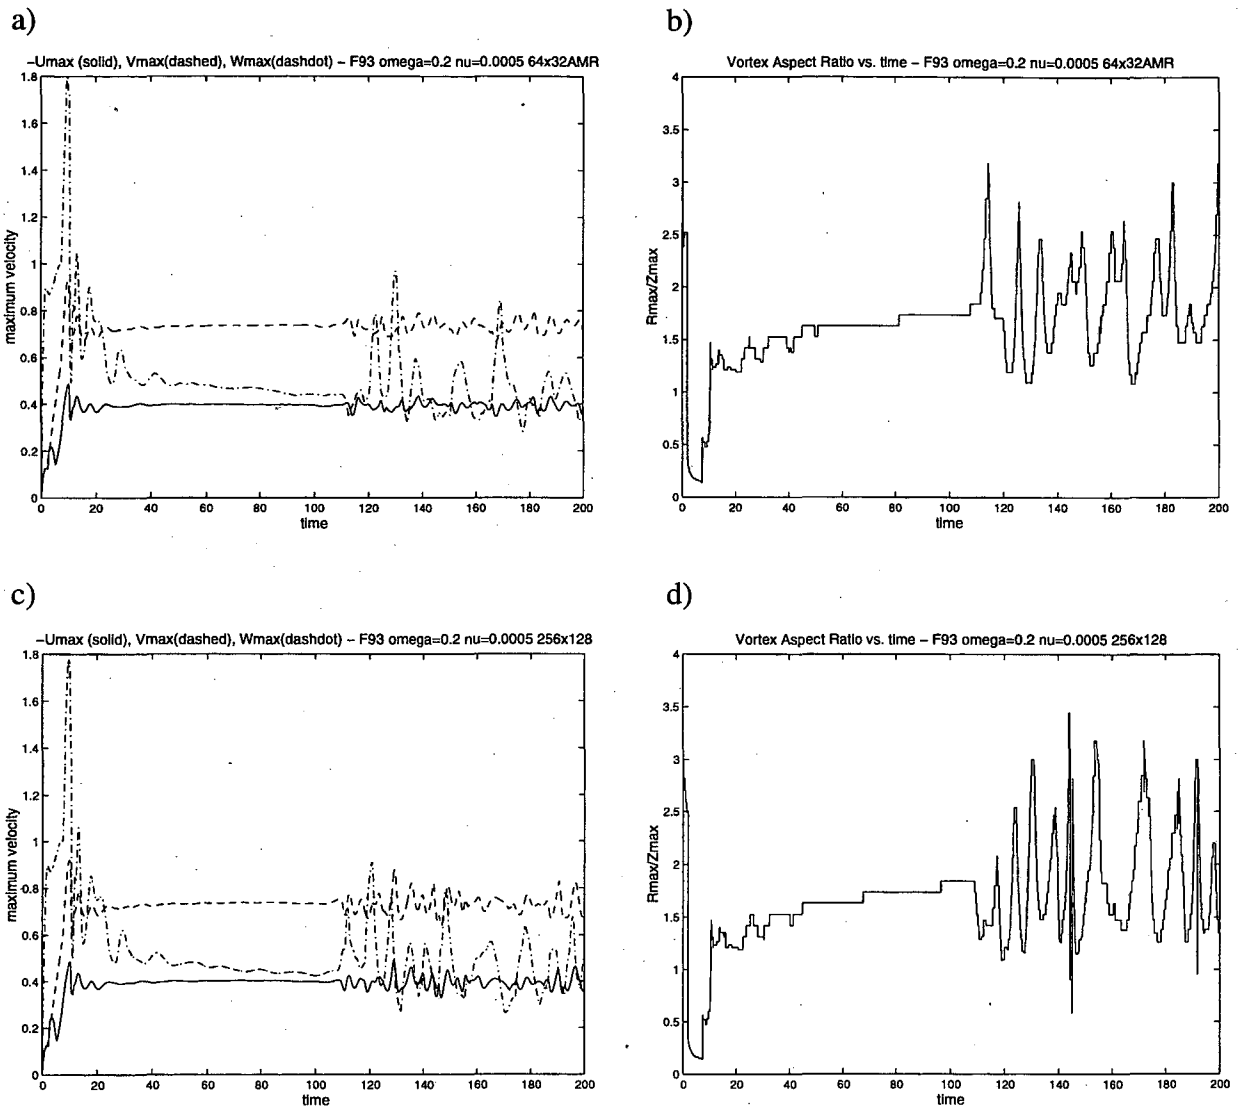 a)
-Umax (solid), Vmax(dashed), Wmax(dashdot) – F93 omega=0.2 nu=0.0005 64x32AMR
1.8
1.6
1.4
1.2
1
0.8
0.6
0.4
0.2
0
maximum velocity
0 20 40 60 80 100 120 140 160 180 200
time
b)
Vortex Aspect Ratio vs. time – F93 omega=0.2 nu=0.0005 64x32AMR
4
3.5
3
2.5
2
1.5
1
0.5
0
Rmax/Zmax
0 20 40 60 80 100 120 140 160 180 200
time
c)
-Umax (solid), Vmax(dashed), Wmax(dashdot) – F93 omega=0.2 nu=0.0005 256x128
1.8
1.6
1.4
1.2
1
0.8
0.6
0.4
0.2
0
maximum velocity
0 20 40 60 80 100 120 140 160 180 200
time
d)
Vortex Aspect Ratio vs. time – F93 omega=0.2 nu=0.0005 256x128
4
3.5
3
2.5
2
1.5
1
0.5
0
Rmax/Zmax
0 20 40 60 80 100 120 140 160 180 200
time